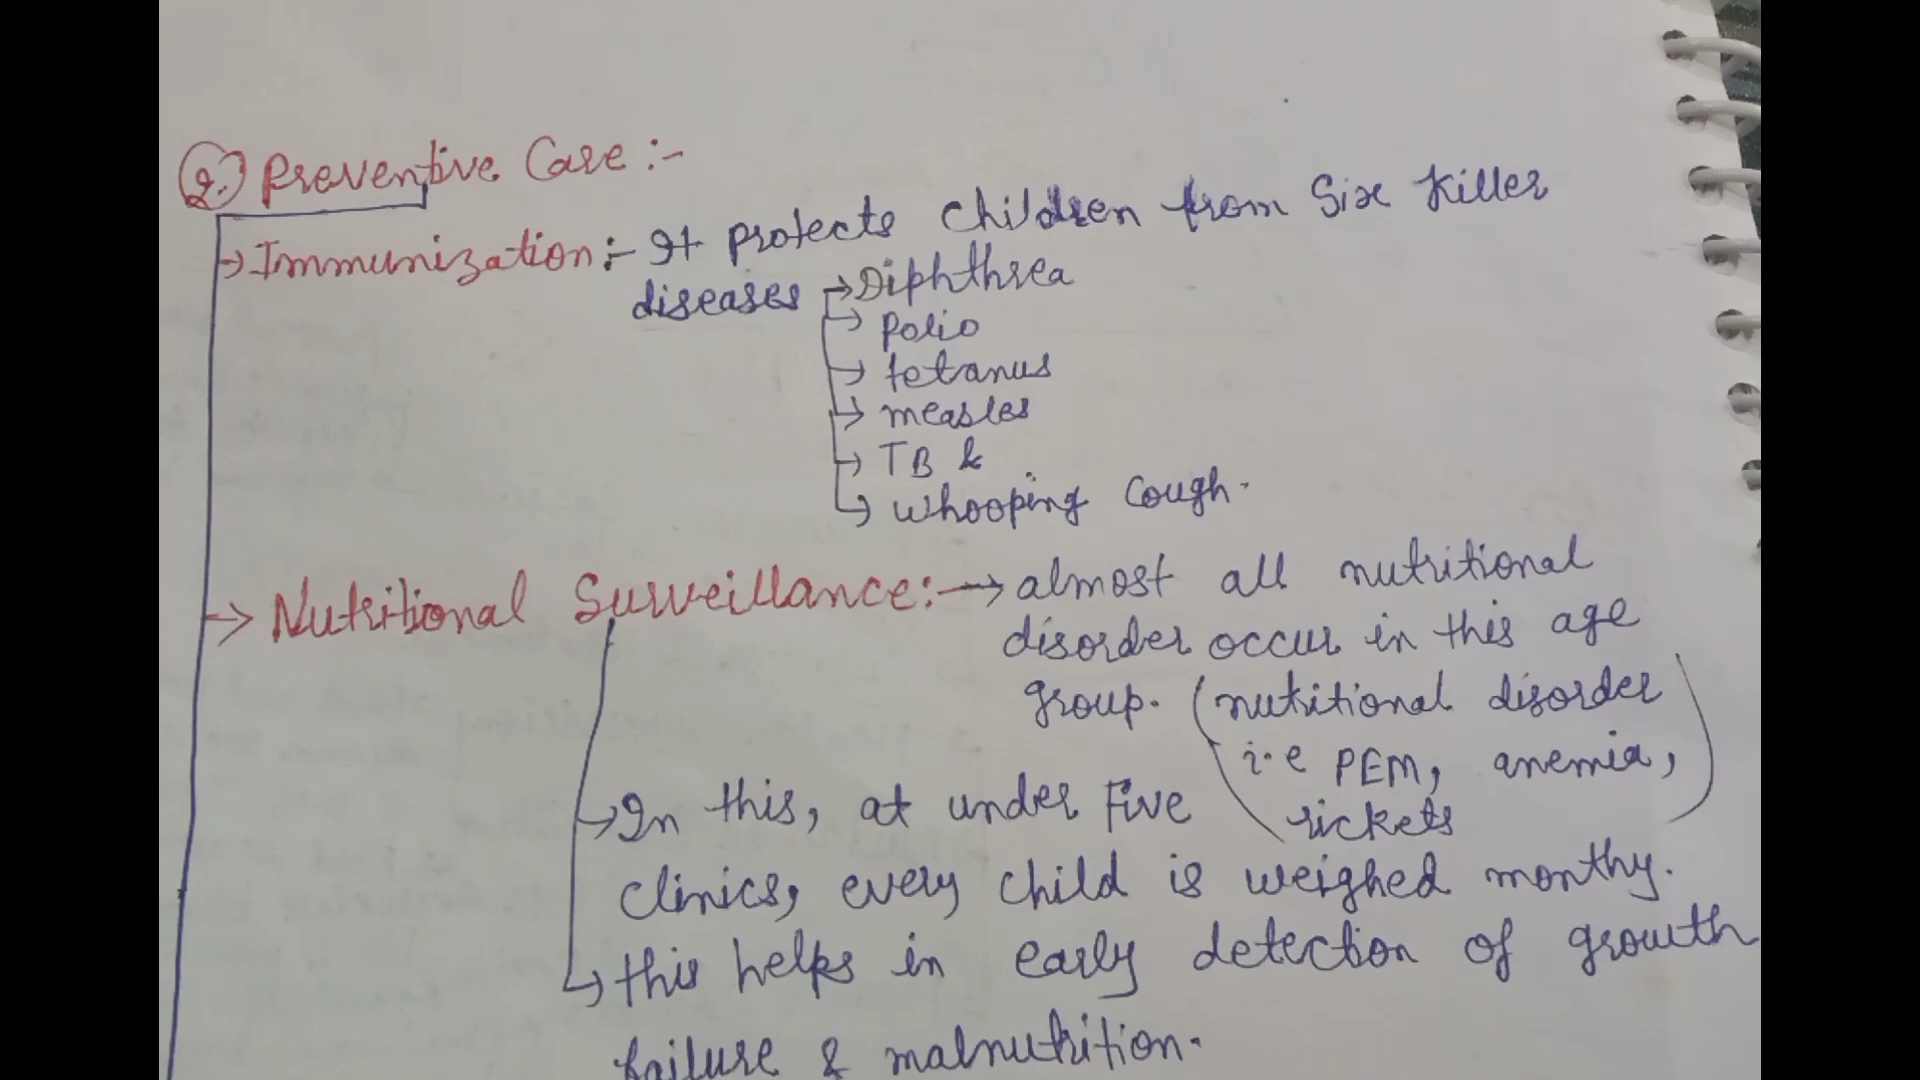 2. Preventive Care :-
→ Immunization :- It protects children from Six Killer
diseases → Diphthrea
→ Polio
→ tetanus
→ measles
→ TB &
→ Whooping Cough.
→ Nutritional Surveillance :- → almost all nutritional
disorder occur in this age
group. (nutritional disorder
i.e PEM, anemia,
rickets)
→ In this, at under Five
clinics, every child is weighed monthy.
→ this helps in early detection of growth
failure & malnutrition.